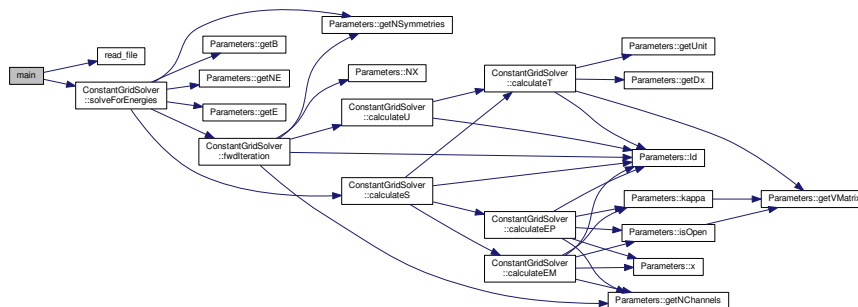 main
read_file
ConstantGridSolver
::solveForEnergies
Parameters::getNSymmetries
Parameters::getB
Parameters::getNE
Parameters::getE
ConstantGridSolver
::fwdIteration
Parameters::NX
ConstantGridSolver
::calculateU
ConstantGridSolver
::calculateS
ConstantGridSolver
::calculateT
ConstantGridSolver
::calculateEP
ConstantGridSolver
::calculateEM
Parameters::getUnit
Parameters::getDx
Parameters::Id
Parameters::kappa
Parameters::isOpen
Parameters::x
Parameters::getNChannels
Parameters::getVMatrix